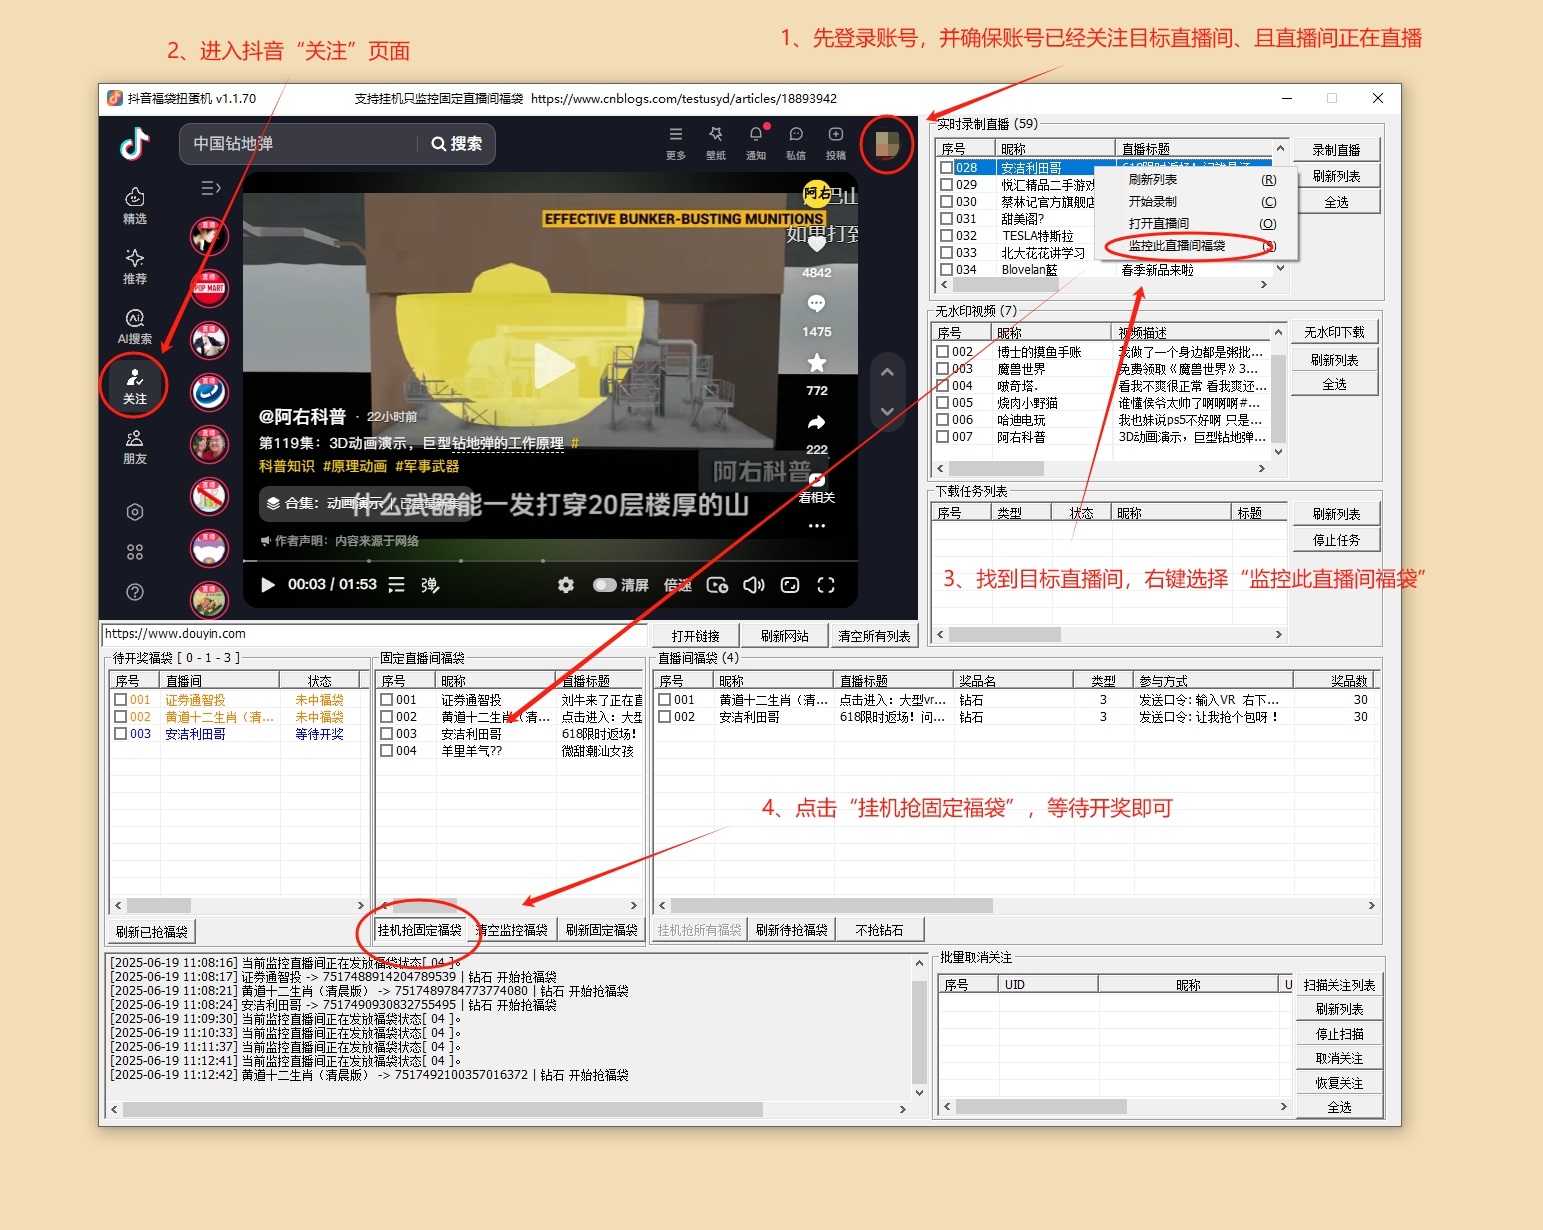 1、先登录账号，并确保账号已经关注目标直播间、且直播间正在直播
2、进入抖音“关注”页面
抖音福袋扭蛋机 v1.1.70
支持挂机只监控固定直播间福袋 https://www.cnblogs.com/testusyd/articles/18893942
中国钻地弹
搜索
更多
壁纸
通知
私信
投稿
精选
推荐
AI搜索
关注
朋友
直播
直播
POP MART
直播
直播
直播
直播
直播
直播
EFFECTIVE BUNKER-BUSTING MUNITIONS
阿右
巴山
如果打到
4842
1475
772
222
看相关
@阿右科普 · 22小时前
第119集：3D动画演示，巨型钻地弹的工作原理 #
科普知识 #原理动画 #军事武器
阿右科普
合集：动画演示
什么武器能一发打穿20层楼厚的山
作者声明：内容来源于网络
00:03 / 01:53
弹
清屏
倍速
实时录制直播 (59)
序号 昵称 直播标题
028 安洁利田哥
029 悦汇精品二手游戏
030 蔡林记官方旗舰店
031 甜美阁?
032 TESLA特斯拉
033 北大花花讲学习
034 Blovelan藍 春季新品来啦
录制直播
刷新列表
全选
刷新列表 (R)
开始录制 (C)
打开直播间 (O)
监控此直播间福袋 (S)
无水印视频 (7)
序号 昵称 视频描述
002 博士的摸鱼手账 我做了一个身边都是粥批...
003 魔兽世界 免费领取《魔兽世界》3...
004 啵奇塔. 看我不爽很正常 看我爽还...
005 烧肉小野猫 谁懂侯爷太帅了啊啊啊#...
006 哈迪电玩 我也妹说ps5不好啊 只是...
007 阿右科普 3D动画演示，巨型钻地弹...
无水印下载
刷新列表
全选
下载任务列表
序号 类型 状态 昵称 标题
刷新列表
停止任务
3、找到目标直播间，右键选择“监控此直播间福袋”
https://www.douyin.com
打开链接
刷新网站
清空所有列表
待开奖福袋 [ 0 - 1 - 3 ]
序号 直播间 状态
001 证券通智投 未中福袋
002 黄道十二生肖（清... 未中福袋
003 安洁利田哥 等待开奖
刷新已抢福袋
固定直播间福袋
序号 昵称 直播标题
001 证券通智投 刘牛来了正在直
002 黄道十二生肖（清... 点击进入：大型
003 安洁利田哥 618限时返场！
004 羊里羊气?? 微甜潮汕女孩
挂机抢固定福袋
清空监控福袋
刷新固定福袋
直播间福袋 (4)
序号 昵称 直播标题 奖品名 类型 参与方式 奖品数
001 黄道十二生肖（清... 点击进入：大型vr... 钻石 3 发送口令：输入VR 右下... 30
002 安洁利田哥 618限时返场！问... 钻石 3 发送口令：让我抢个包呀 ！ 30
4、点击“挂机抢固定福袋”，等待开奖即可
挂机抢所有福袋
刷新待抢福袋
不抢钻石
[2025-06-19 11:08:16] 当前监控直播间正在发放福袋状态[ 04 ]。
[2025-06-19 11:08:17] 证券通智投 -> 7517488914204789539 | 钻石 开始抢福袋
[2025-06-19 11:08:21] 黄道十二生肖（清晨版） -> 7517489784773774080 | 钻石 开始抢福袋
[2025-06-19 11:08:24] 安洁利田哥 -> 7517490930832755495 | 钻石 开始抢福袋
[2025-06-19 11:09:30] 当前监控直播间正在发放福袋状态[ 04 ]。
[2025-06-19 11:10:33] 当前监控直播间正在发放福袋状态[ 04 ]。
[2025-06-19 11:11:37] 当前监控直播间正在发放福袋状态[ 04 ]。
[2025-06-19 11:12:41] 当前监控直播间正在发放福袋状态[ 04 ]。
[2025-06-19 11:12:42] 黄道十二生肖（清晨版） -> 7517492100357016372 | 钻石 开始抢福袋
批量取消关注
序号 UID 昵称 U
扫描关注列表
刷新列表
停止扫描
取消关注
恢复关注
全选